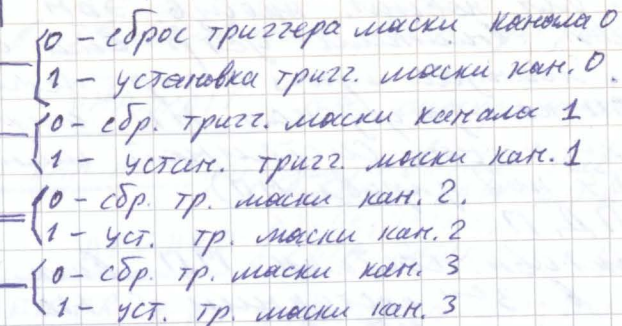 0 - сброс триггера маски канала 0
1 - установка тригг. маски кан. 0.
0 - сбр. тригг. маски канала 1
1 - устан. тригг. маски кан. 1
0 - сбр. тр. маски кан. 2.
1 - уст. тр. маски кан. 2
0 - сбр. тр. маски кан. 3
1 - уст. тр. маски кан. 3